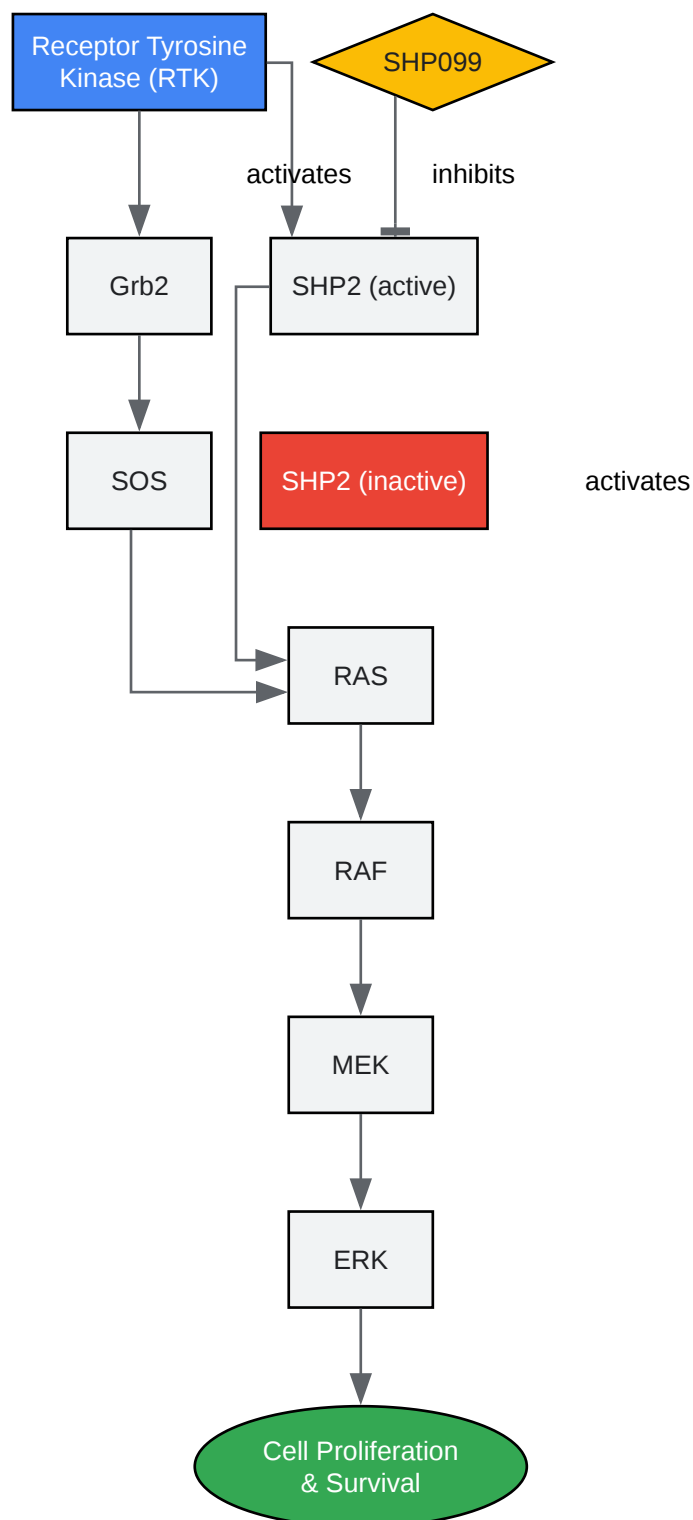 Receptor Tyrosine
Kinase (RTK)
SHP099
activates
inhibits
Grb2
SHP2 (active)
SOS
SHP2 (inactive)
activates
RAS
RAF
MEK
ERK
Cell Proliferation
& Survival